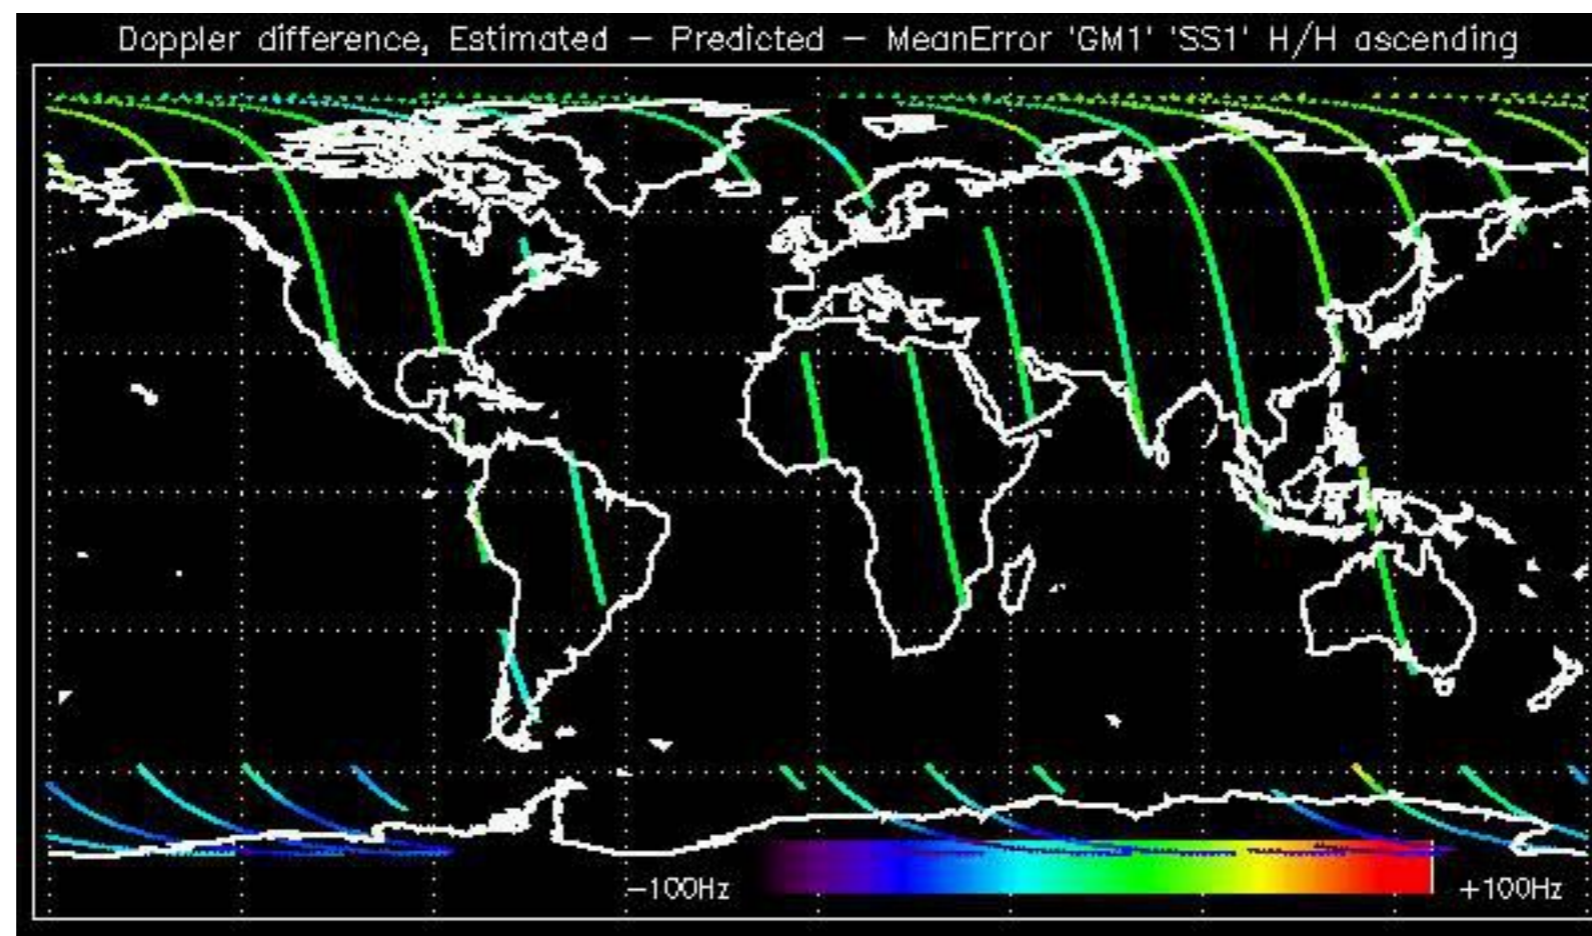 Doppler difference, Estimated − Predicted − MeanError 'GM1' 'SS1' H/H ascending
−100Hz +100Hz